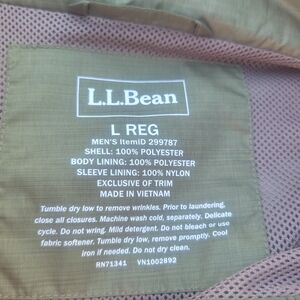 L.L.Bean
L REG
MEN'S ItemID 299787
SHELL: 100% POLYESTER
BODY LINING: 100% POLYESTER
SLEEVE LINING: 100% NYLON
EXCLUSIVE OF TRIM
MADE IN VIETNAM
Tumble dry low to remove wrinkles. Prior to laundering,
close all closures. Machine wash cold, separately. Delicate
cycle. Do not wring. Mild detergent. Do not bleach or use
fabric softener. Tumble dry low, remove promptly. Cool
iron if needed. Do not dry clean.
RN71341 VN1002892